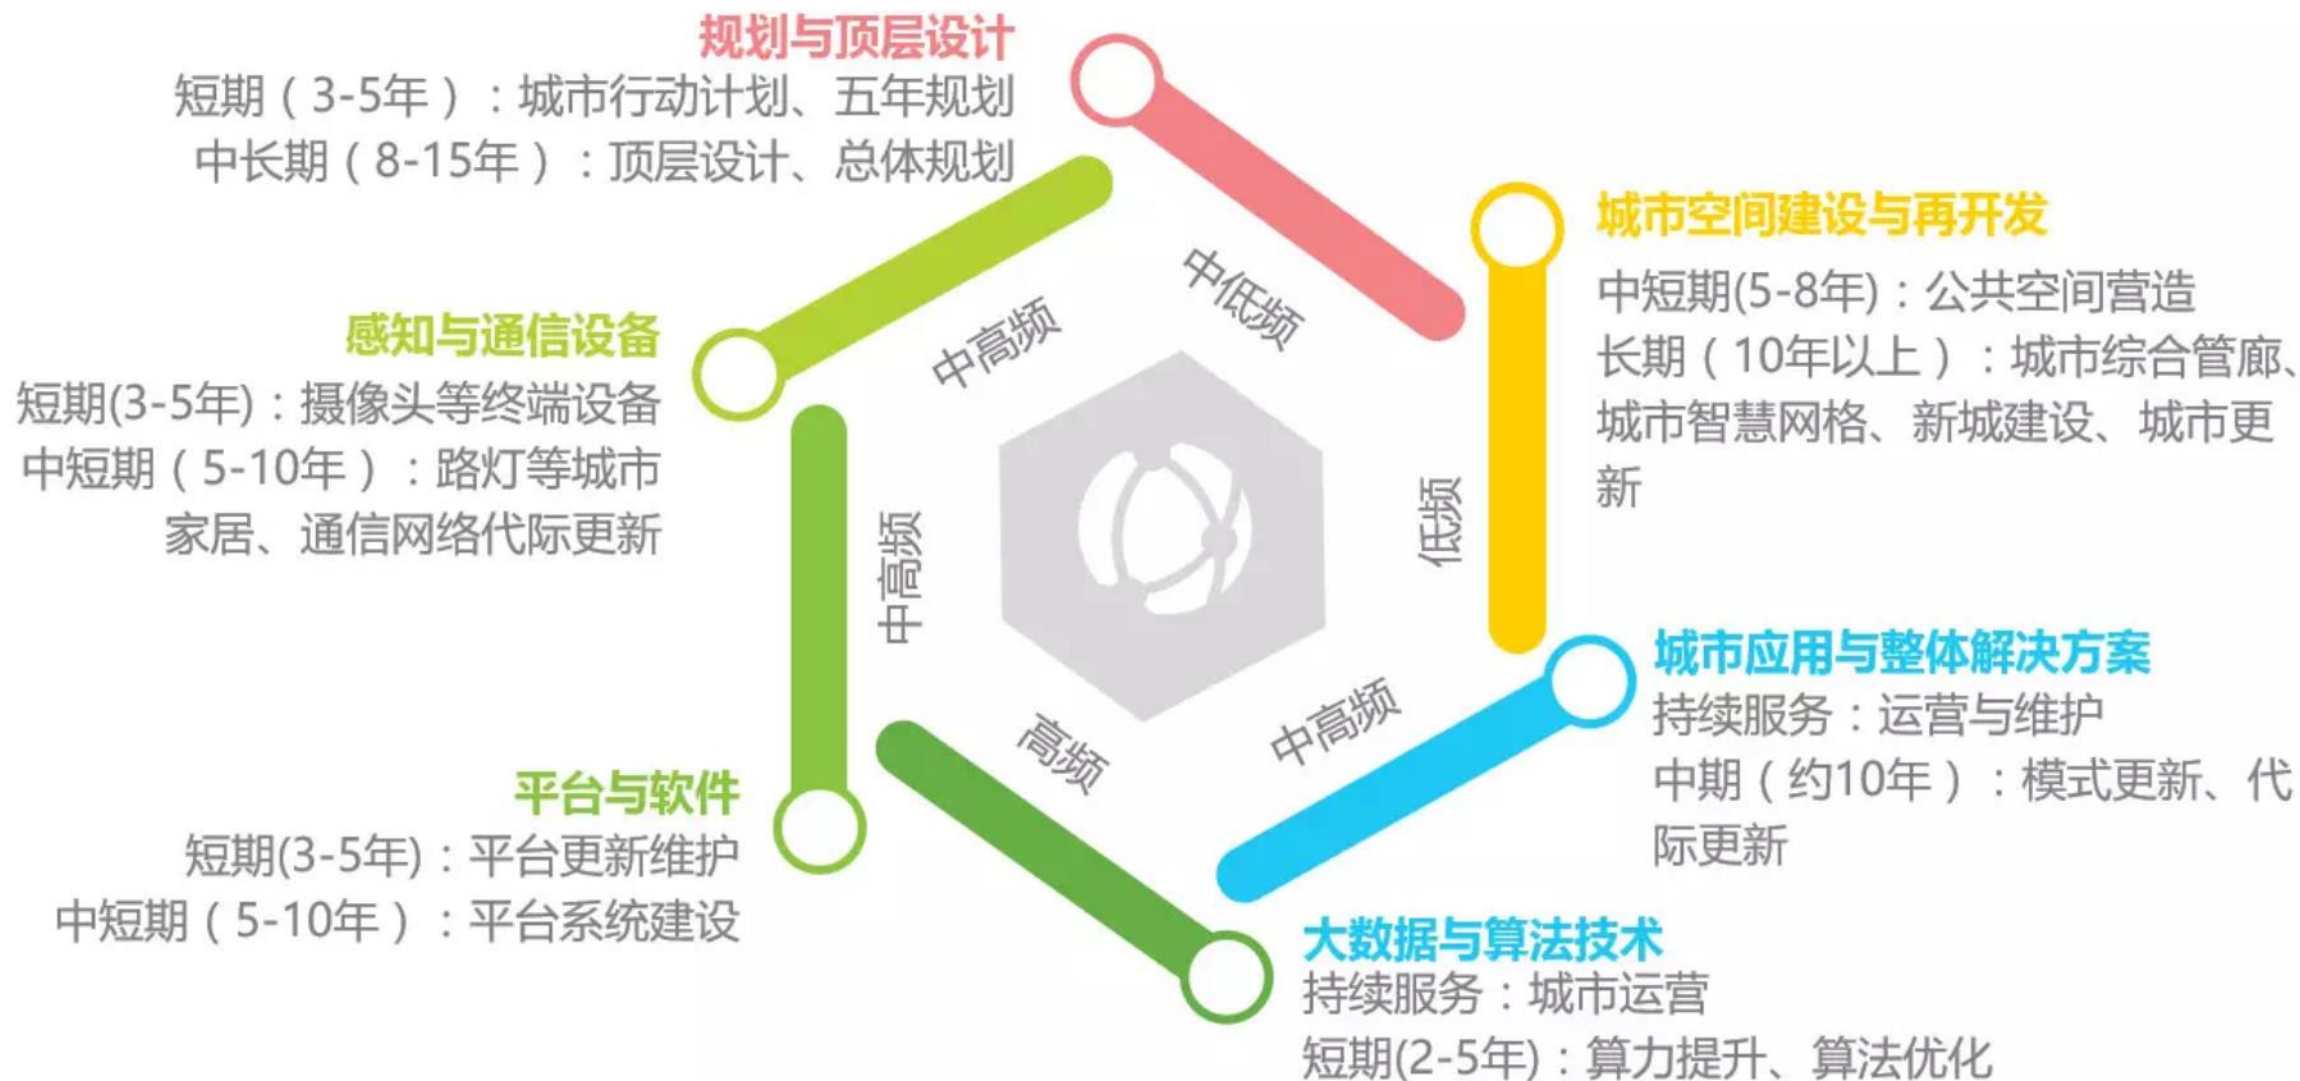 规划与顶层设计
短期（3-5年）：城市行动计划、五年规划
中长期（8-15年）：顶层设计、总体规划
城市空间建设与再开发
中短期(5-8年)：公共空间营造
长期（10年以上）：城市综合管廊、
城市智慧网格、新城建设、城市更
新
感知与通信设备
短期(3-5年)：摄像头等终端设备
中短期（5-10年）：路灯等城市
家居、通信网络代际更新
中高频
中低频
中高频
低频
高频
中高频
城市应用与整体解决方案
持续服务：运营与维护
中期（约10年）：模式更新、代
际更新
平台与软件
短期(3-5年)：平台更新维护
中短期（5-10年）：平台系统建设
大数据与算法技术
持续服务：城市运营
短期(2-5年)：算力提升、算法优化